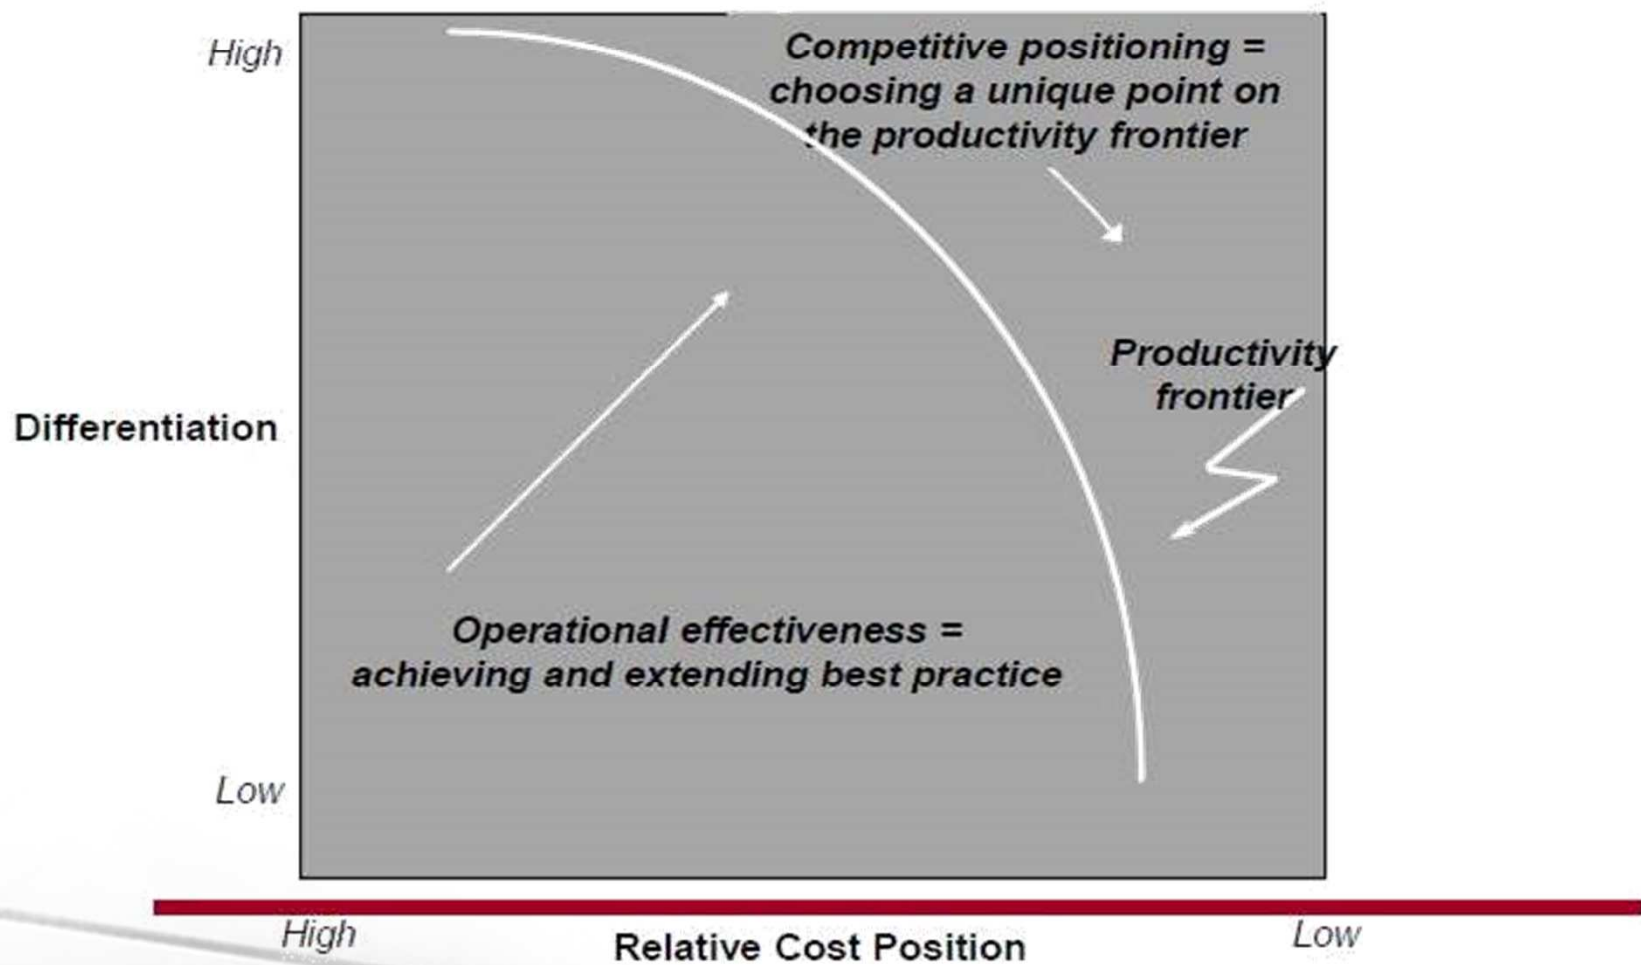 High
Competitive positioning =
choosing a unique point on
the productivity frontier
Productivity
frontier
Differentiation
Operational effectiveness =
achieving and extending best practice
Low
High
Relative Cost Position
Low